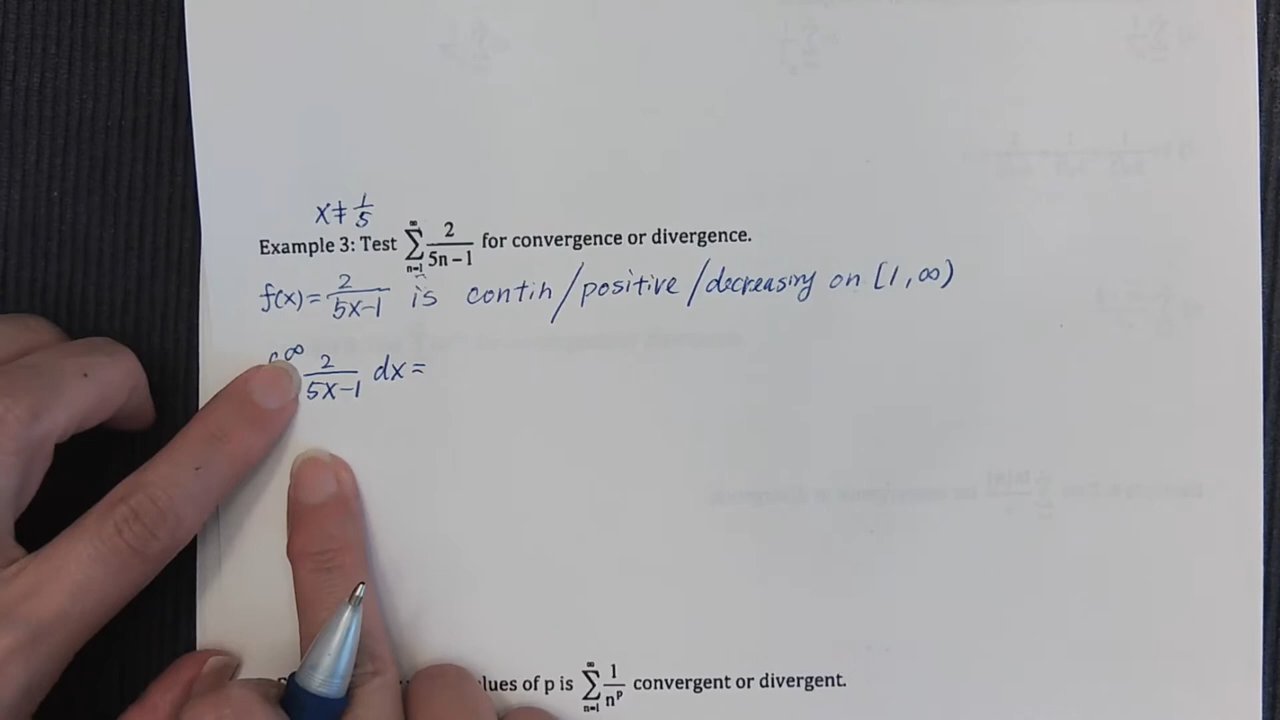 x ≠ 1/5
Example 3: Test ∑_{n=1}^{∞} 2/(5n−1) for convergence or divergence.
f(x) = 2/(5x−1) is contin/positive/decreasing on [1, ∞)
∫^{∞} 2/(5x−1) dx =
of p is ∑_{n=1}^{∞} 1/n^p convergent or divergent.